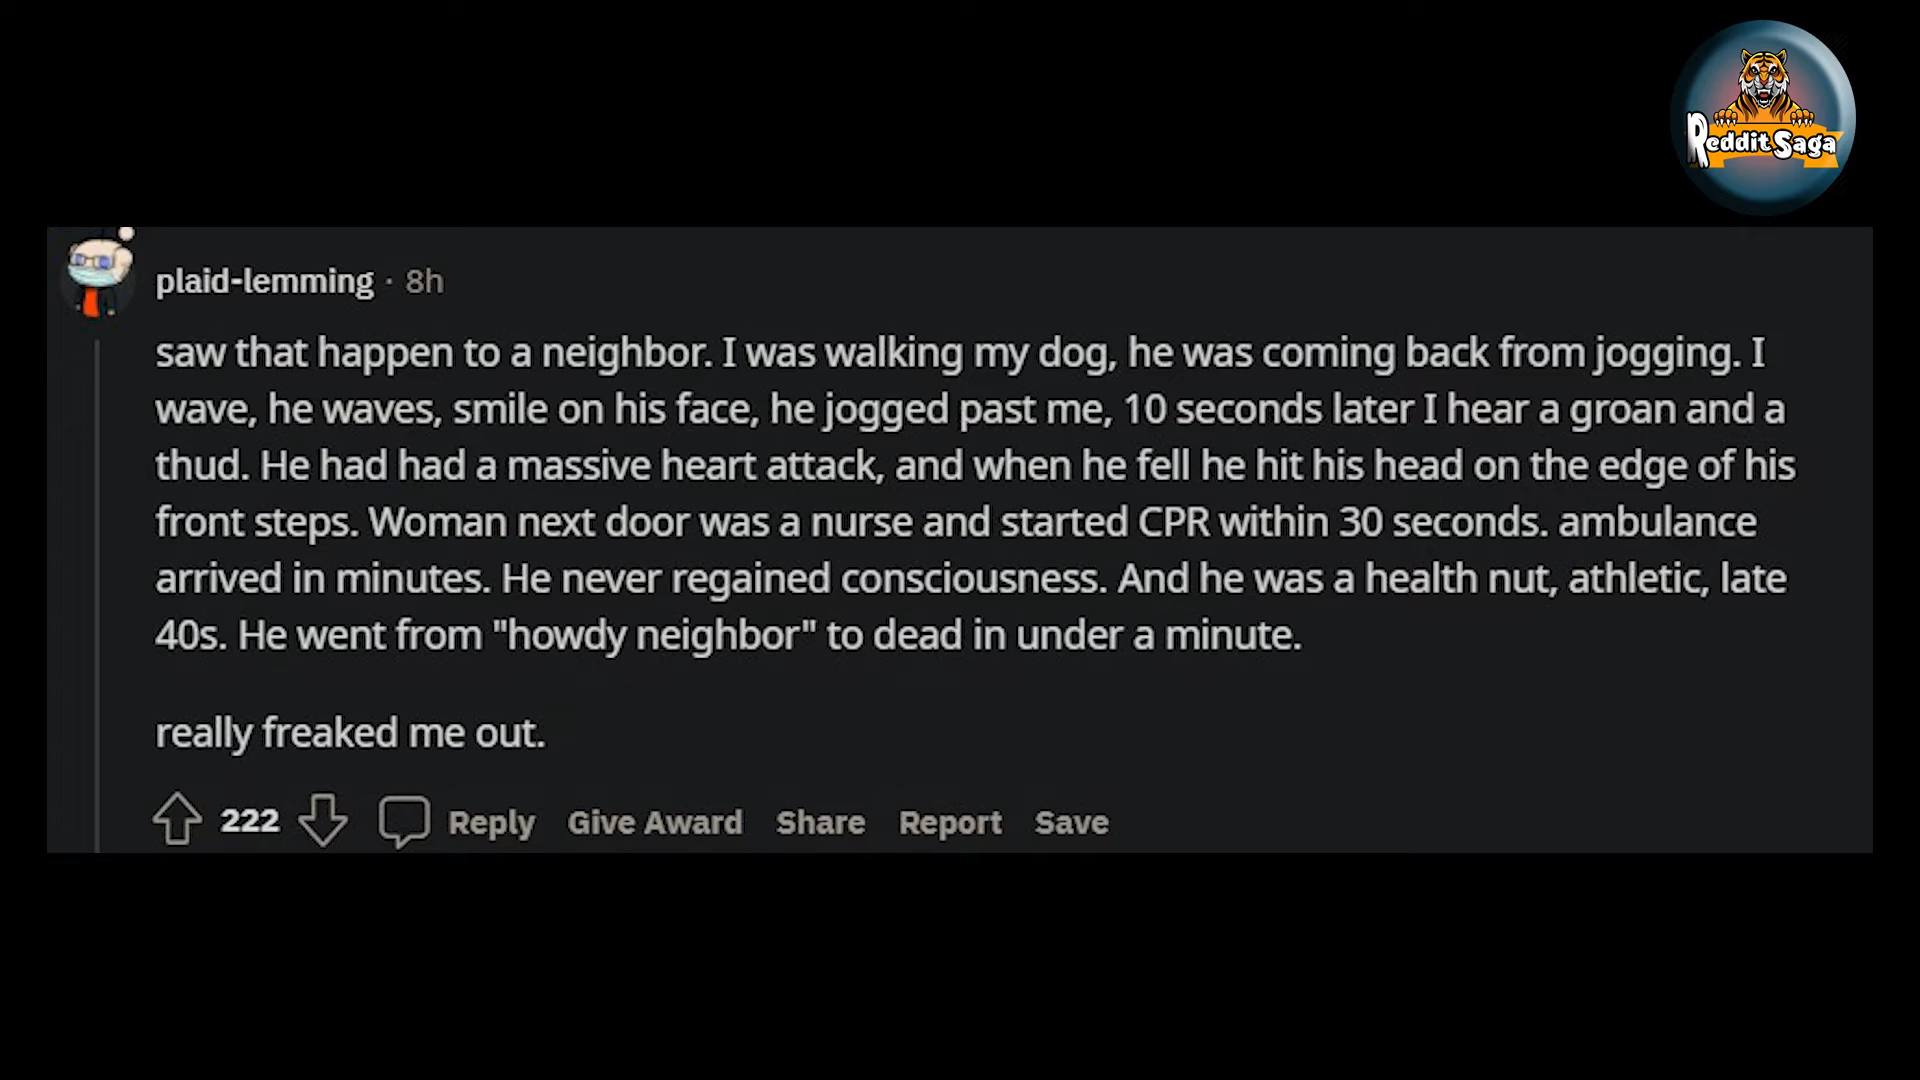 Reddit Saga
plaid-lemming · 8h
saw that happen to a neighbor. I was walking my dog, he was coming back from jogging. I
wave, he waves, smile on his face, he jogged past me, 10 seconds later I hear a groan and a
thud. He had had a massive heart attack, and when he fell he hit his head on the edge of his
front steps. Woman next door was a nurse and started CPR within 30 seconds. ambulance
arrived in minutes. He never regained consciousness. And he was a health nut, athletic, late
40s. He went from "howdy neighbor" to dead in under a minute.
really freaked me out.
222 Reply Give Award Share Report Save